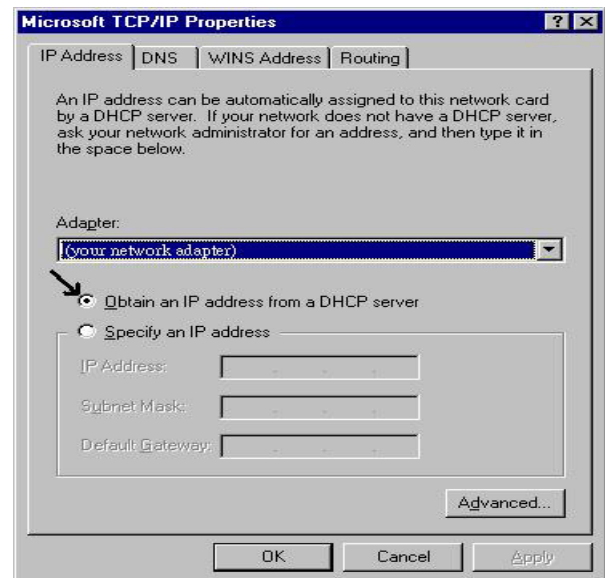 Microsoft TCP/IP Properties
IP Address DNS WINS Address Routing
An IP address can be automatically assigned to this network card
by a DHCP server. If your network does not have a DHCP server,
ask your network administrator for an address, and then type it in
the space below.
Adapter:
(your network adapter)
Obtain an IP address from a DHCP server
Specify an IP address
IP Address:
Subnet Mask:
Default Gateway:
Advanced...
OK Cancel Apply